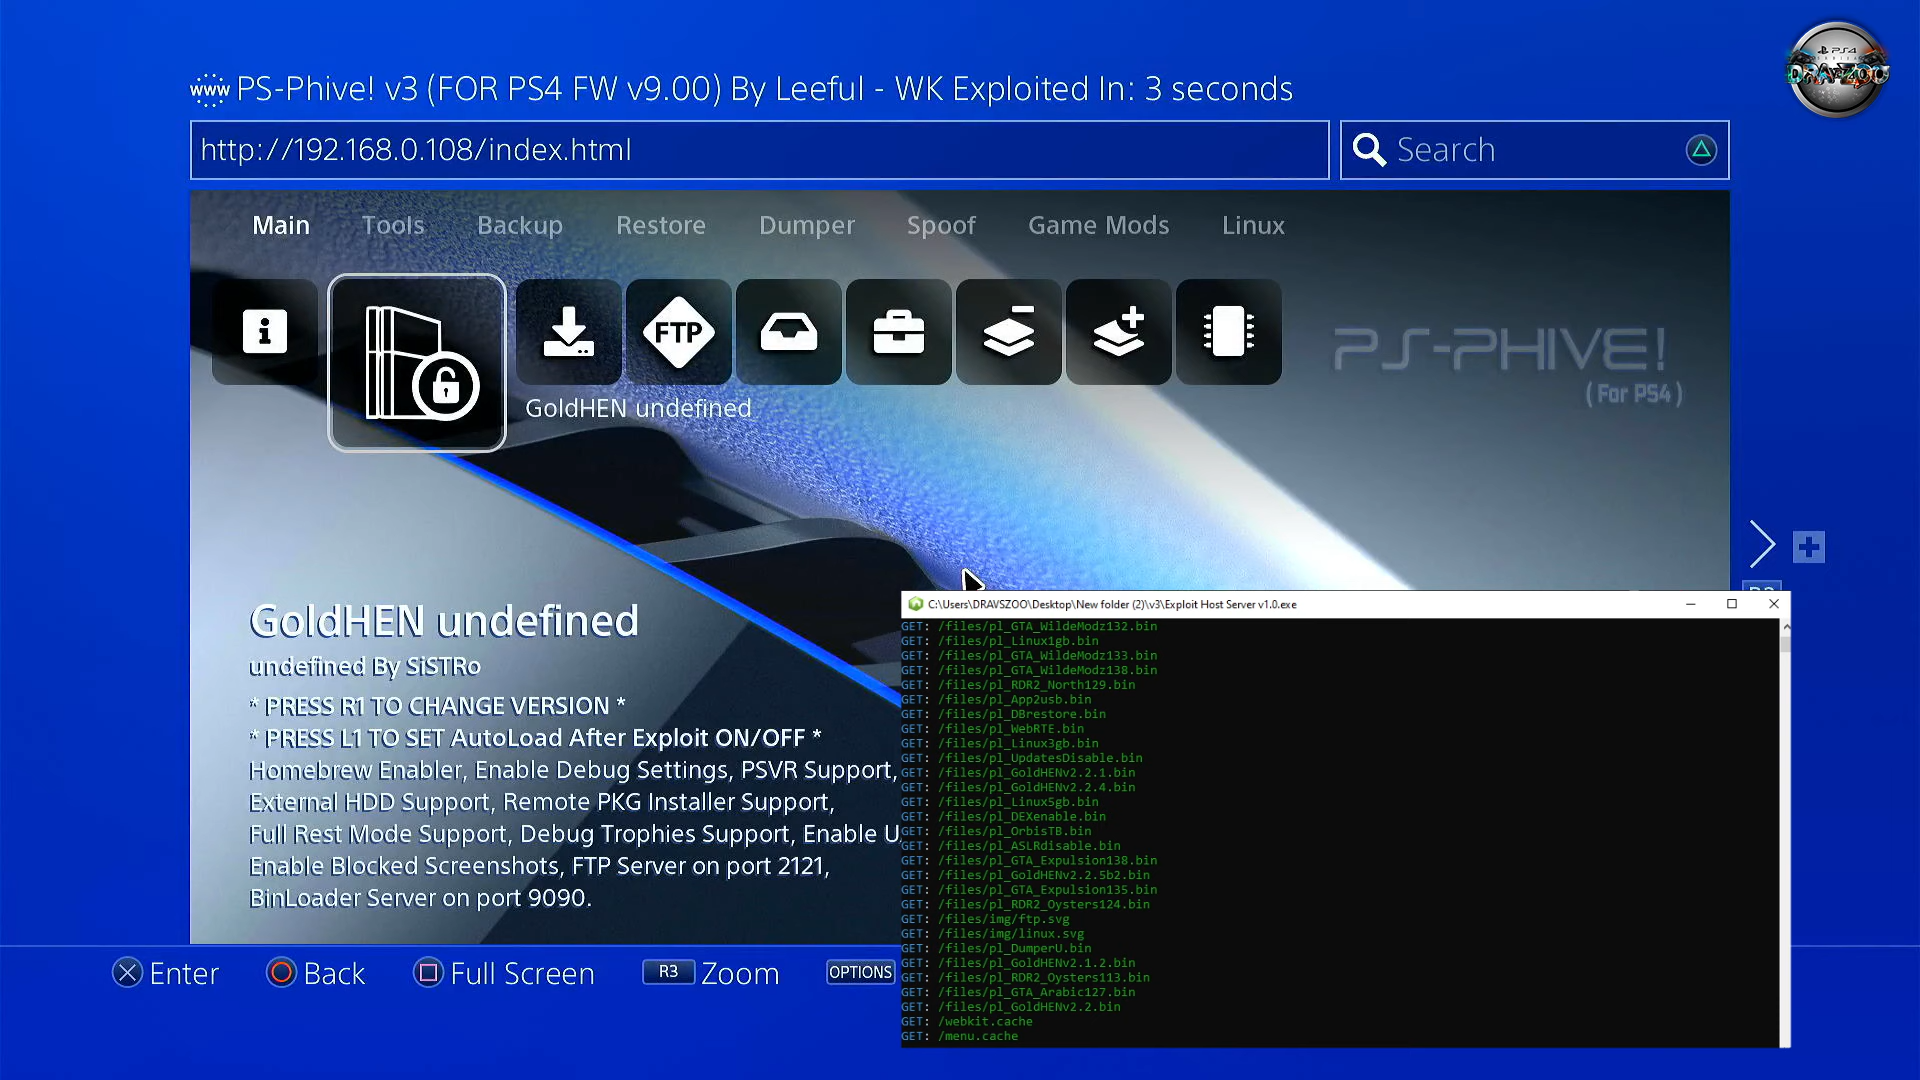 PS4
DRAVSZOO
www PS-Phive! v3 (FOR PS4 FW v9.00) By Leeful - WK Exploited In: 3 seconds
http://192.168.0.108/index.html
Search
Main Tools Backup Restore Dumper Spoof Game Mods Linux
FTP
PS-PHIVE!
(For PS4)
GoldHEN undefined
GoldHEN undefined
undefined By SiSTRo
* PRESS R1 TO CHANGE VERSION *
* PRESS L1 TO SET AutoLoad After Exploit ON/OFF *
Homebrew Enabler, Enable Debug Settings, PSVR Support,
External HDD Support, Remote PKG Installer Support,
Full Rest Mode Support, Debug Trophies Support, Enable U
Enable Blocked Screenshots, FTP Server on port 2121,
BinLoader Server on port 9090.
C:\Users\DRAVSZOO\Desktop\New folder (2)\v3\Exploit Host Server v1.0.exe
GET: /files/pl_GTA_WildeModz132.bin
GET: /files/pl_Linux1gb.bin
GET: /files/pl_GTA_WildeModz133.bin
GET: /files/pl_GTA_WildeModz138.bin
GET: /files/pl_RDR2_North129.bin
GET: /files/pl_App2usb.bin
GET: /files/pl_DBrestore.bin
GET: /files/pl_WebRTE.bin
GET: /files/pl_Linux3gb.bin
GET: /files/pl_UpdatesDisable.bin
GET: /files/pl_GoldHENv2.2.1.bin
GET: /files/pl_GoldHENv2.2.4.bin
GET: /files/pl_Linux5gb.bin
GET: /files/pl_DEXenable.bin
GET: /files/pl_OrbisTB.bin
GET: /files/pl_ASLRdisable.bin
GET: /files/pl_GTA_Expulsion138.bin
GET: /files/pl_GoldHENv2.2.5b2.bin
GET: /files/pl_GTA_Expulsion135.bin
GET: /files/pl_RDR2_Oysters124.bin
GET: /files/img/ftp.svg
GET: /files/img/linux.svg
GET: /files/pl_DumperU.bin
GET: /files/pl_GoldHENv2.1.2.bin
GET: /files/pl_RDR2_Oysters113.bin
GET: /files/pl_GTA_Arabic127.bin
GET: /files/pl_GoldHENv2.2.bin
GET: /webkit.cache
GET: /menu.cache
Enter Back Full Screen R3 Zoom OPTIONS